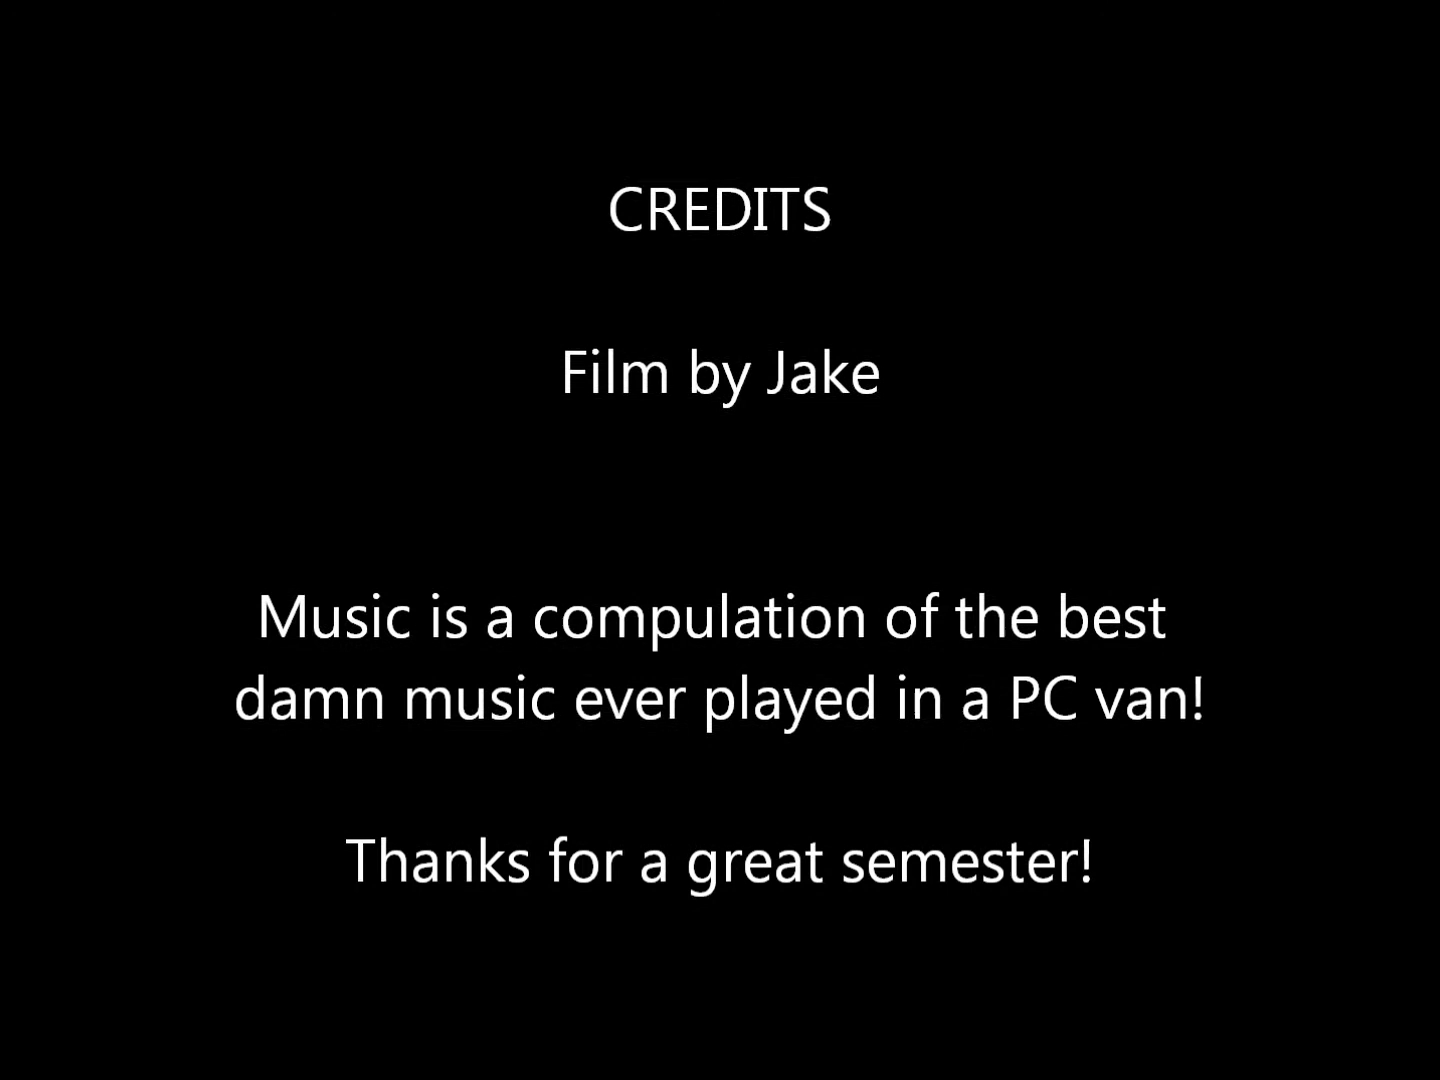 CREDITS
Film by Jake
Music is a compulation of the best
damn music ever played in a PC van!
Thanks for a great semester!